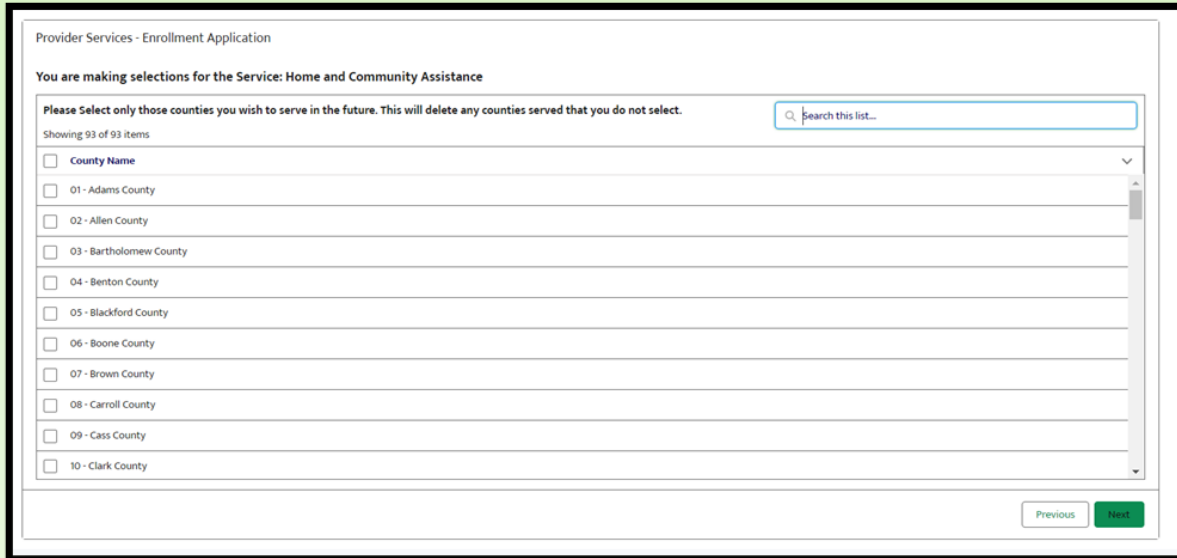 Provider Services - Enrollment Application
You are making selections for the Service: Home and Community Assistance
Please Select only those counties you wish to serve in the future. This will delete any counties served that you do not select.
Search this list...
Showing 93 of 93 items
County Name
01 - Adams County
02 - Allen County
03 - Bartholomew County
04 - Benton County
05 - Blackford County
06 - Boone County
07 - Brown County
08 - Carroll County
09 - Cass County
10 - Clark County
Previous
Next